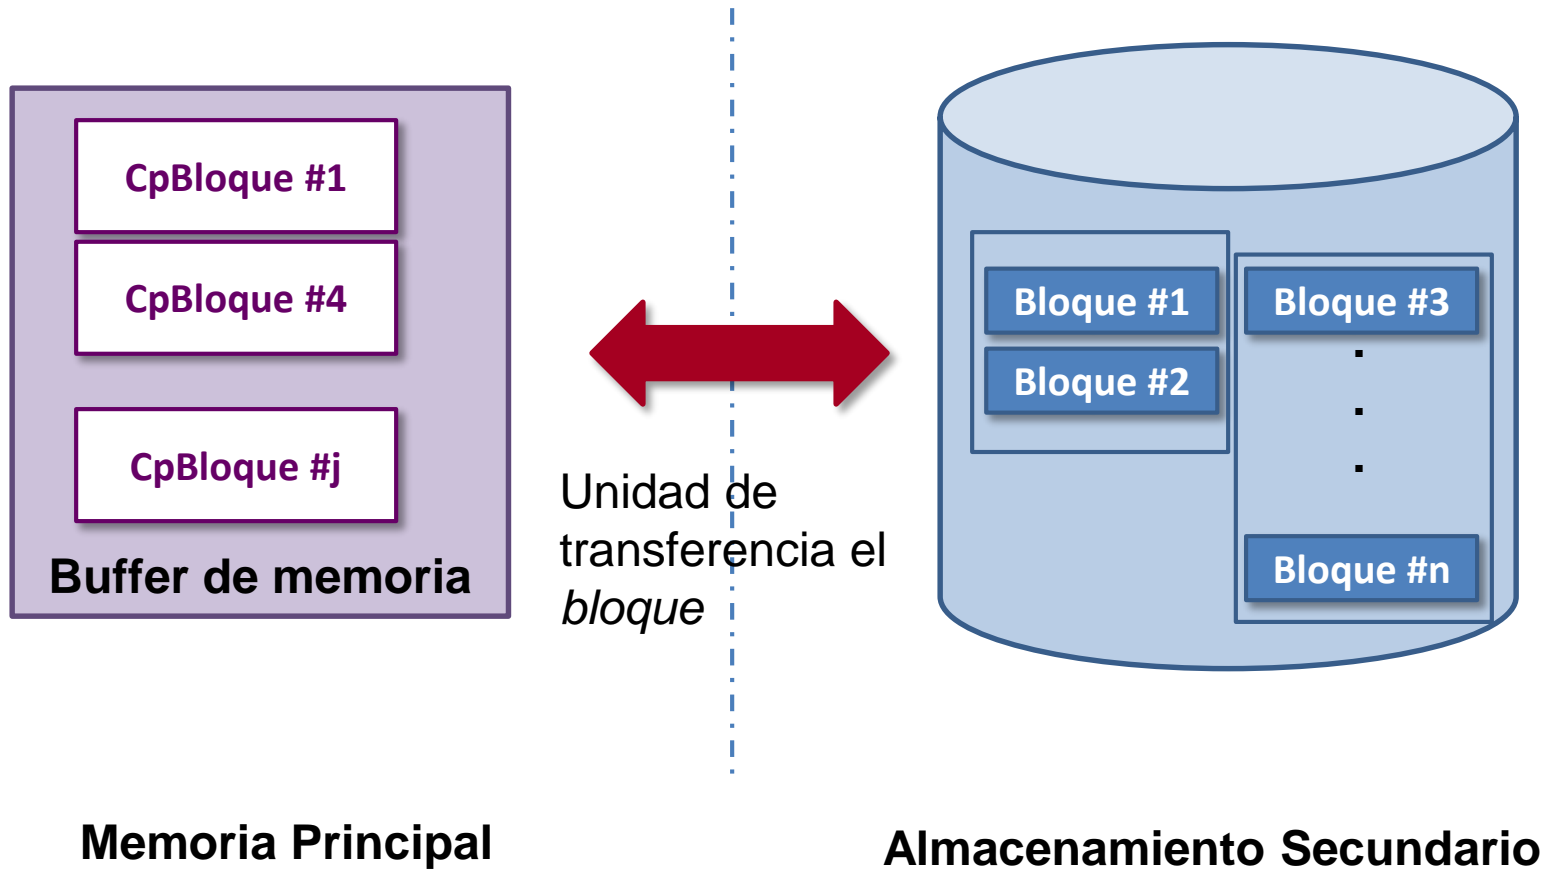 CpBloque #1
CpBloque #4
CpBloque #j
Buffer de memoria
Unidad de
transferencia el
bloque
Bloque #1
Bloque #2
Bloque #3
.
.
.
Bloque #n
Memoria Principal
Almacenamiento Secundario